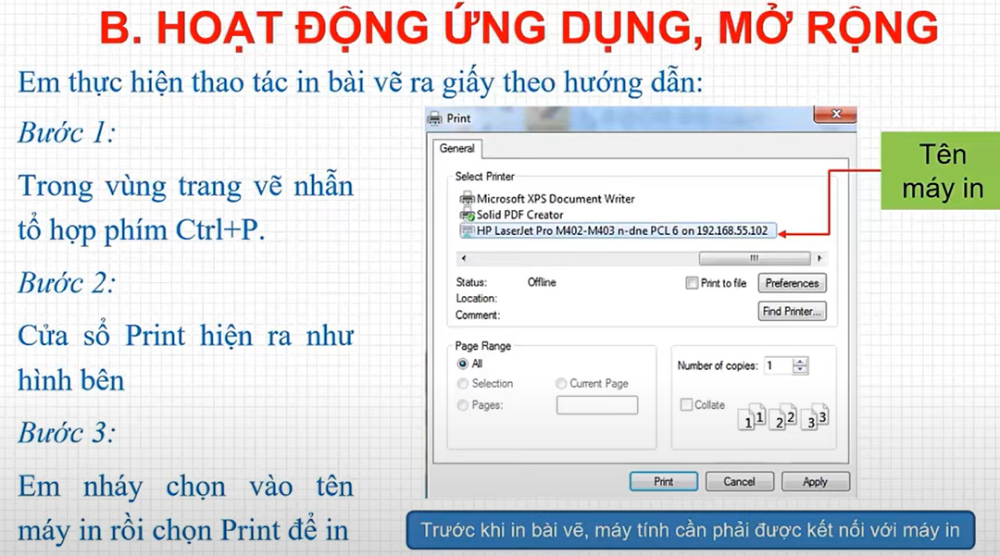 B. HOẠT ĐỘNG ỨNG DỤNG, MỞ RỘNG
Em thực hiện thao tác in bài vẽ ra giấy theo hướng dẫn:
Bước 1:
Trong vùng trang vẽ nhẫn
tổ hợp phím Ctrl+P.
Bước 2:
Cửa sổ Print hiện ra như
hình bên
Bước 3:
Em nháy chọn vào tên
máy in rồi chọn Print để in
Print
General
Select Printer
Microsoft XPS Document Writer
Solid PDF Creator
HP LaserJet Pro M402-M403 n-dne PCL 6 on 192.168.55.102
Status: Offline
Print to file
Preferences
Location:
Comment:
Find Printer...
Page Range
All
Selection
Current Page
Pages:
Number of copies: 1
Collate
1 1 2 2 3 3
Print
Cancel
Apply
Tên
máy in
Trước khi in bài vẽ, máy tính cần phải được kết nối với máy in